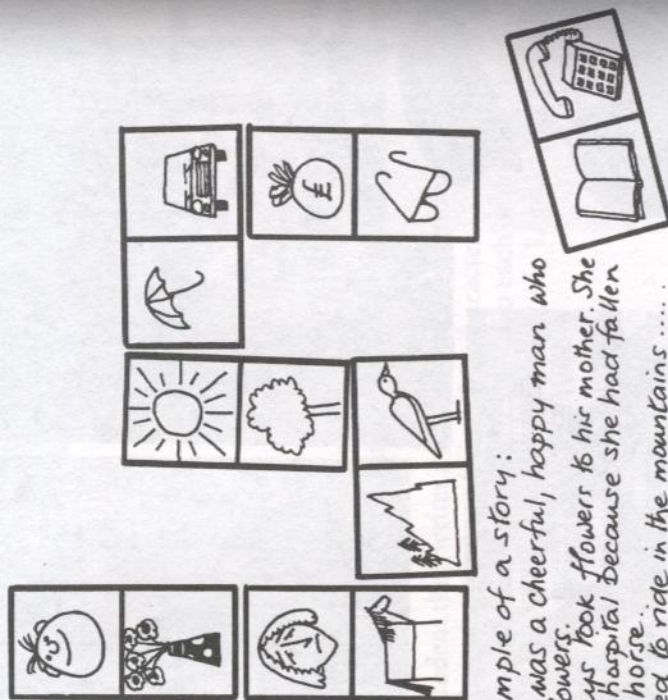 £
mple of a story:
was a cheerful, happy man who
owers.
ys took flowers to his mother. She
hospital because she had fallen
horse.
d to ride in the mountains .....